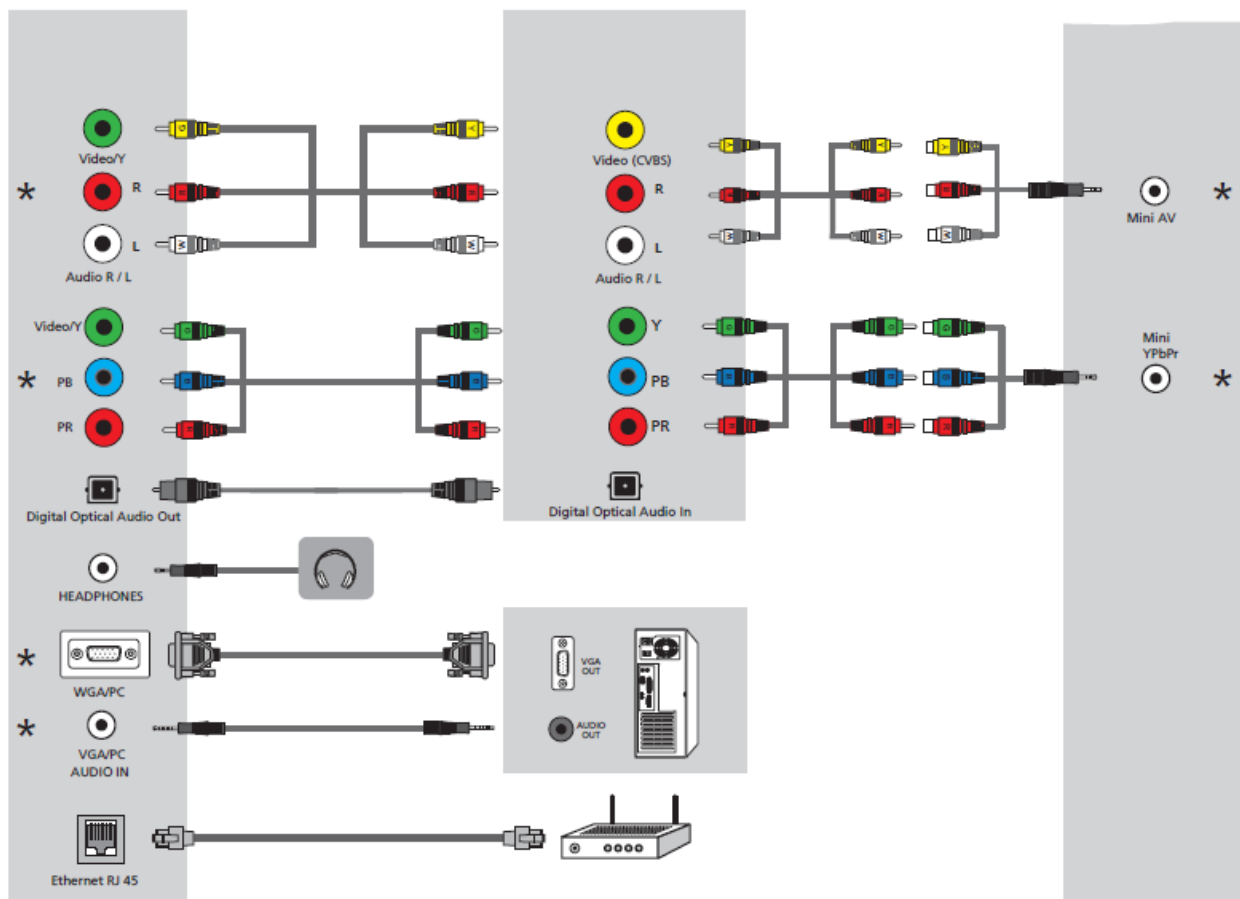 Video/Y
*
R
L
Audio R / L
Video/Y
*
PB
PR
Digital Optical Audio Out
HEADPHONES
*
WGA/PC
*
VGA/PC
AUDIO IN
Ethernet RJ 45
Video (CVBS)
R
L
Audio R / L
Y
PB
PR
Digital Optical Audio In
VGA
OUT
AUDIO
OUT
Mini AV
*
Mini
YPbPr
*